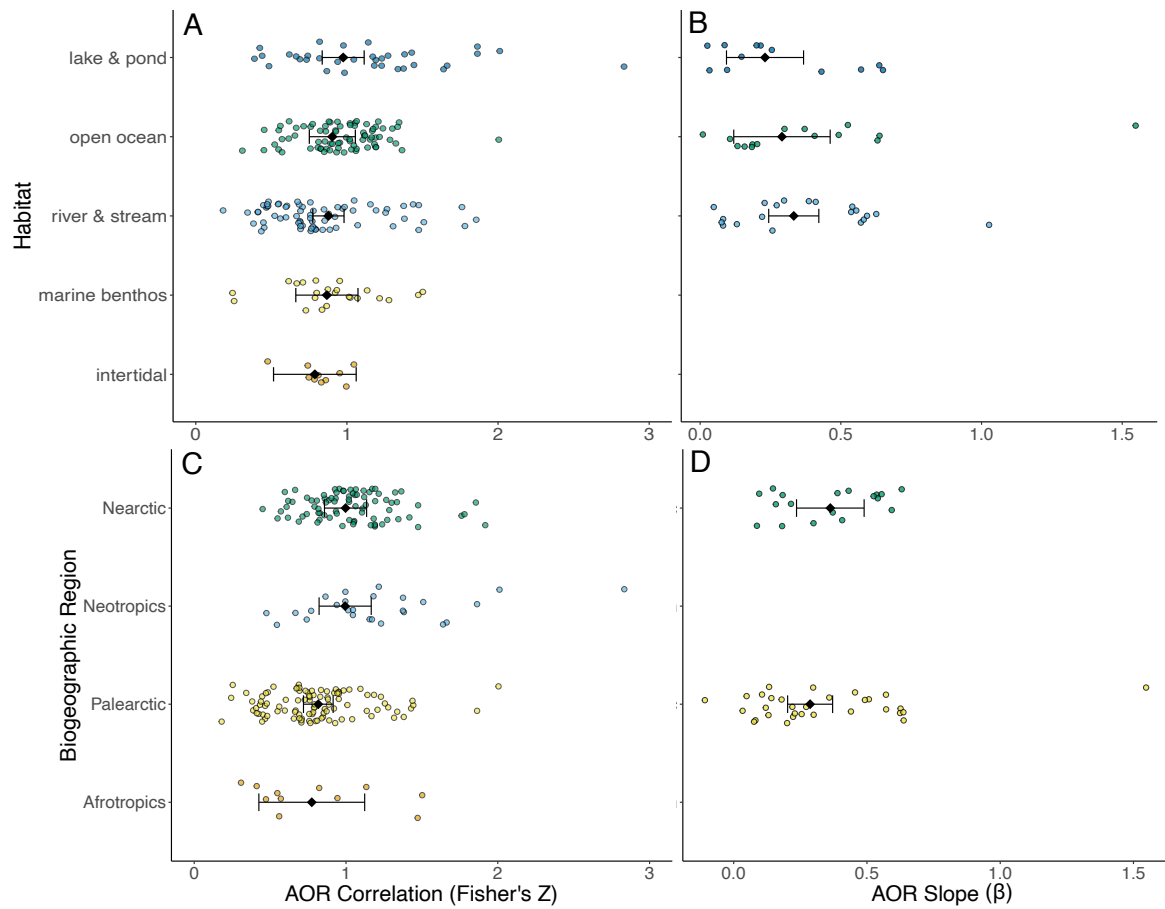 A
B
Habitat
lake & pond
open ocean
river & stream
marine benthos
intertidal
0 1 2 3
0.0 0.5 1.0 1.5
C
D
Biogeographic Region
Nearctic
Neotropics
Palearctic
Afrotropics
0 1 2 3
0.0 0.5 1.0 1.5
AOR Correlation (Fisher's Z)
AOR Slope (β)